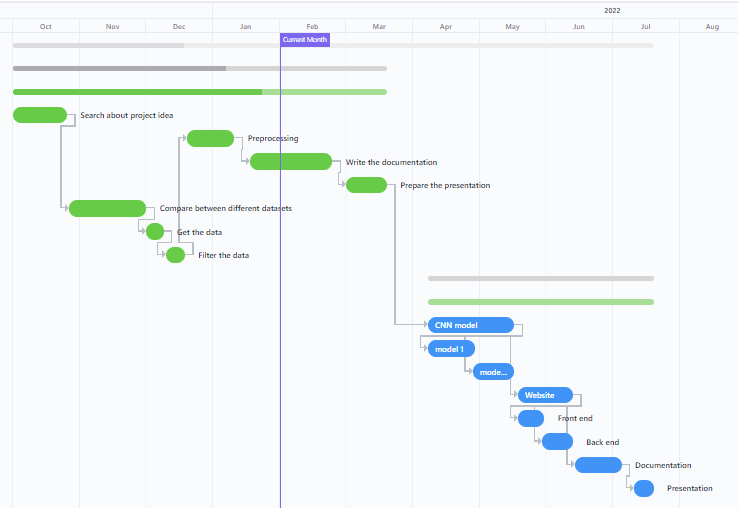 2022
Oct Nov Dec Jan Feb Mar Apr May Jun Jul Aug
Current Month
Search about project idea
Preprocessing
Write the documentation
Prepare the presentation
Compare between different datasets
Get the data
Filter the data
CNN model
model 1
mode...
Website
Front end
Back end
Documentation
Presentation